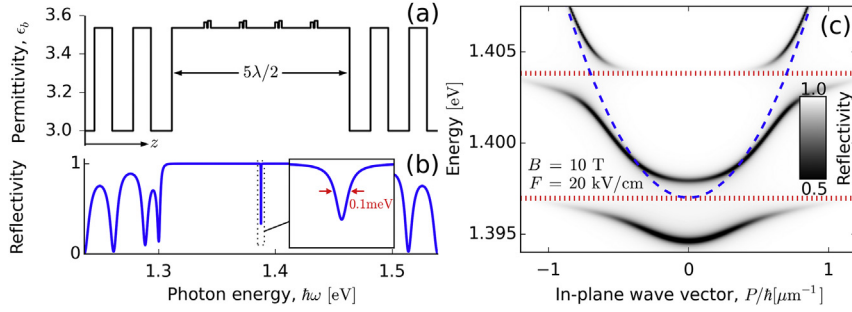 (a)
Permittivity, ϵ_b
3.6
3.4
3.2
3.0
5λ/2
z
(b)
Reflectivity
1
0
0.1meV
1.3
1.4
1.5
Photon energy, ħω [eV]
(c)
Energy [eV]
1.405
1.400
1.395
1.0
0.5
Reflectivity
B = 10 T
F = 20 kV/cm
−1
0
1
In-plane wave vector, P/ħ[μm⁻¹]